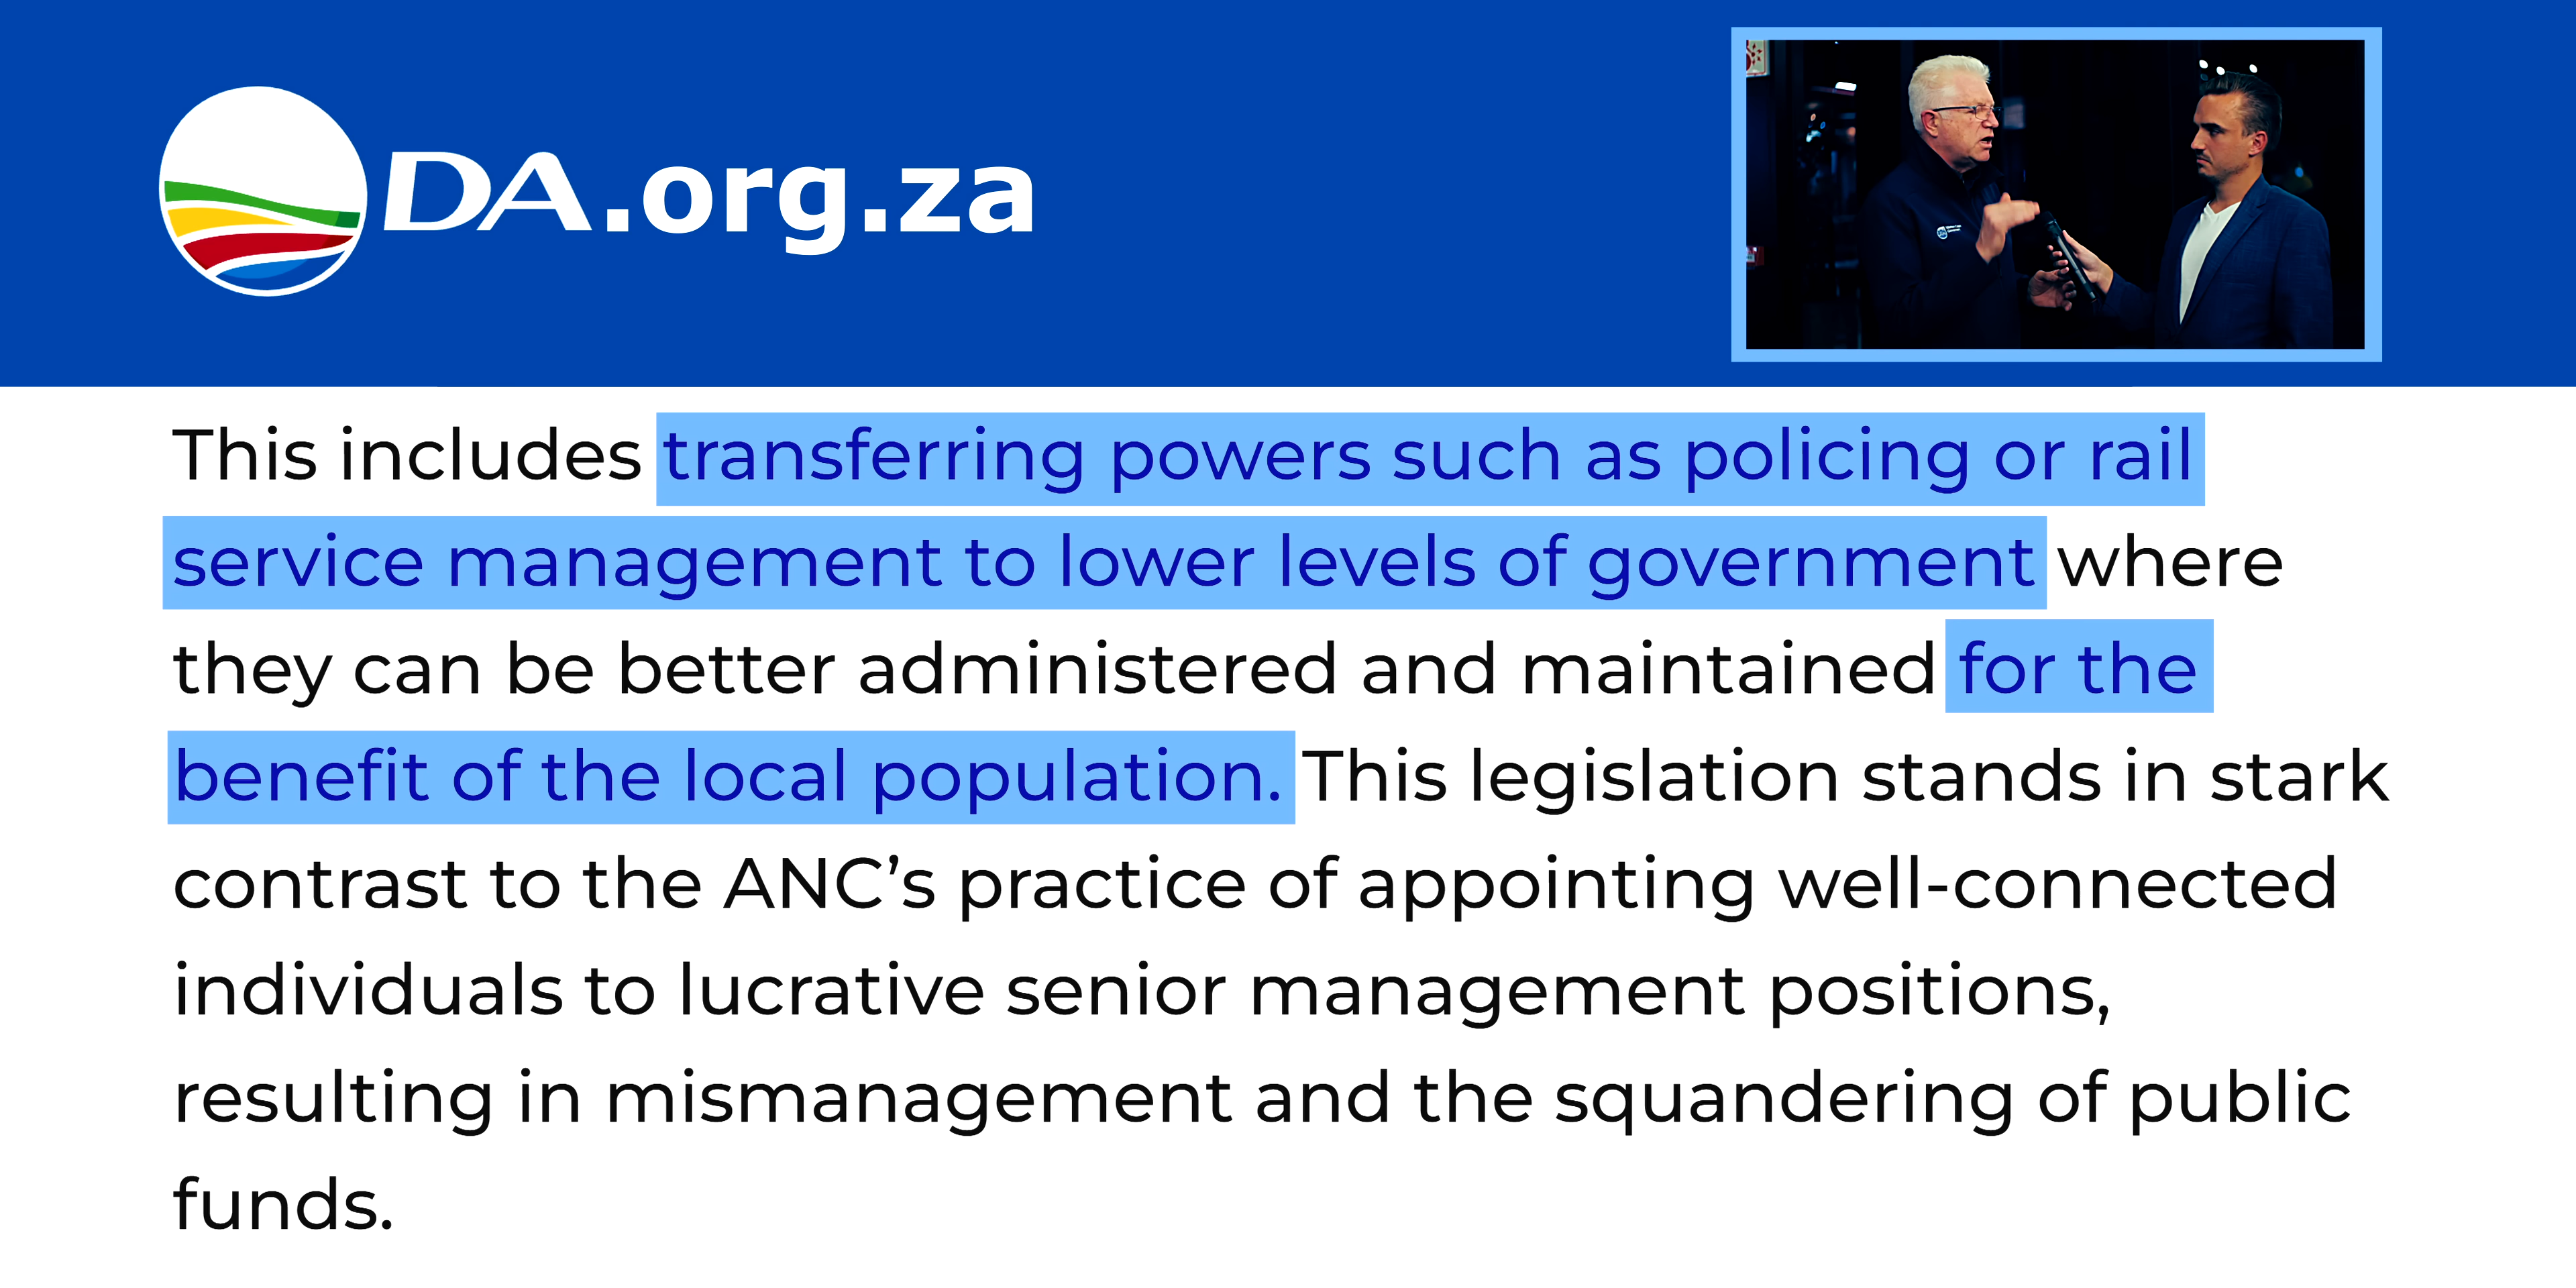 DA.org.za
This includes transferring powers such as policing or rail
service management to lower levels of government where
they can be better administered and maintained for the
benefit of the local population. This legislation stands in stark
contrast to the ANC’s practice of appointing well-connected
individuals to lucrative senior management positions,
resulting in mismanagement and the squandering of public
funds.